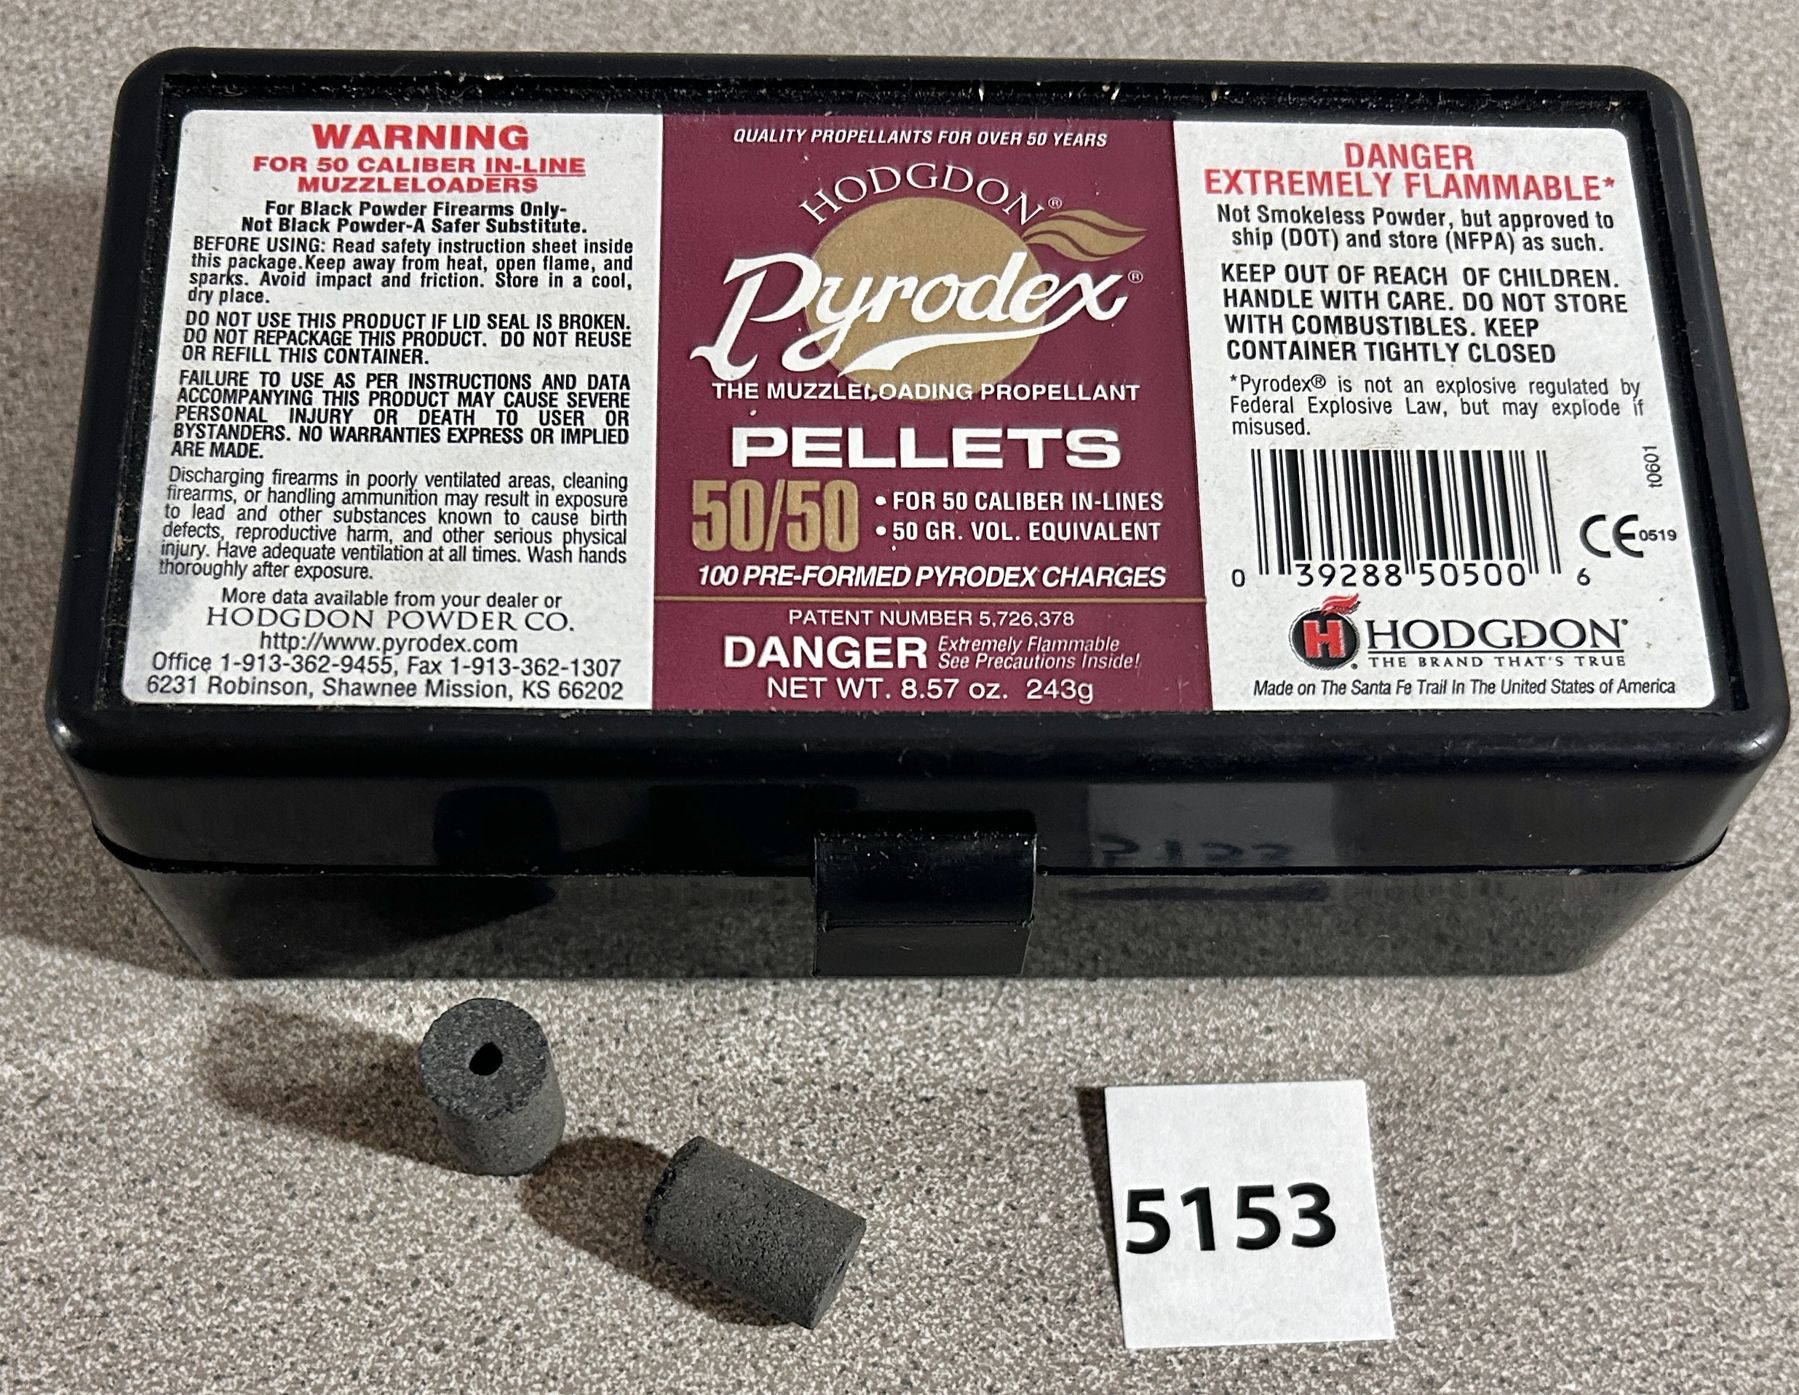 WARNING
FOR 50 CALIBER IN-LINE
MUZZLELOADERS
For Black Powder Firearms Only-
Not Black Powder-A Safer Substitute.
BEFORE USING: Read safety instruction sheet inside
this package.Keep away from heat, open flame, and
sparks. Avoid impact and friction. Store in a cool,
dry place.
DO NOT USE THIS PRODUCT IF LID SEAL IS BROKEN.
DO NOT REPACKAGE THIS PRODUCT. DO NOT REUSE
OR REFILL THIS CONTAINER.
FAILURE TO USE AS PER INSTRUCTIONS AND DATA
ACCOMPANYING THIS PRODUCT MAY CAUSE SEVERE
PERSONAL INJURY OR DEATH TO USER OR
BYSTANDERS. NO WARRANTIES EXPRESS OR IMPLIED
ARE MADE.
Discharging firearms in poorly ventilated areas, cleaning
firearms, or handling ammunition may result in exposure
to lead and other substances known to cause birth
defects, reproductive harm, and other serious physical
injury. Have adequate ventilation at all times. Wash hands
thoroughly after exposure.
More data available from your dealer or
HODGDON POWDER CO.
http://www.pyrodex.com
Office 1-913-362-9455, Fax 1-913-362-1307
6231 Robinson, Shawnee Mission, KS 66202
QUALITY PROPELLANTS FOR OVER 50 YEARS
HODGDON®
Pyrodex®
THE MUZZLELOADING PROPELLANT
PELLETS
50/50
• FOR 50 CALIBER IN-LINES
• 50 GR. VOL. EQUIVALENT
100 PRE-FORMED PYRODEX CHARGES
PATENT NUMBER 5,726,378
DANGER Extremely Flammable
See Precautions Inside!
NET WT. 8.57 oz. 243g
DANGER
EXTREMELY FLAMMABLE*
Not Smokeless Powder, but approved to
ship (DOT) and store (NFPA) as such.
KEEP OUT OF REACH OF CHILDREN.
HANDLE WITH CARE. DO NOT STORE
WITH COMBUSTIBLES. KEEP
CONTAINER TIGHTLY CLOSED
*Pyrodex® is not an explosive regulated by
Federal Explosive Law, but may explode if
misused.
t0601
CE 0519
0 39288 50500 6
H
HODGDON®
THE BRAND THAT'S TRUE
Made on The Santa Fe Trail In The United States of America
5153